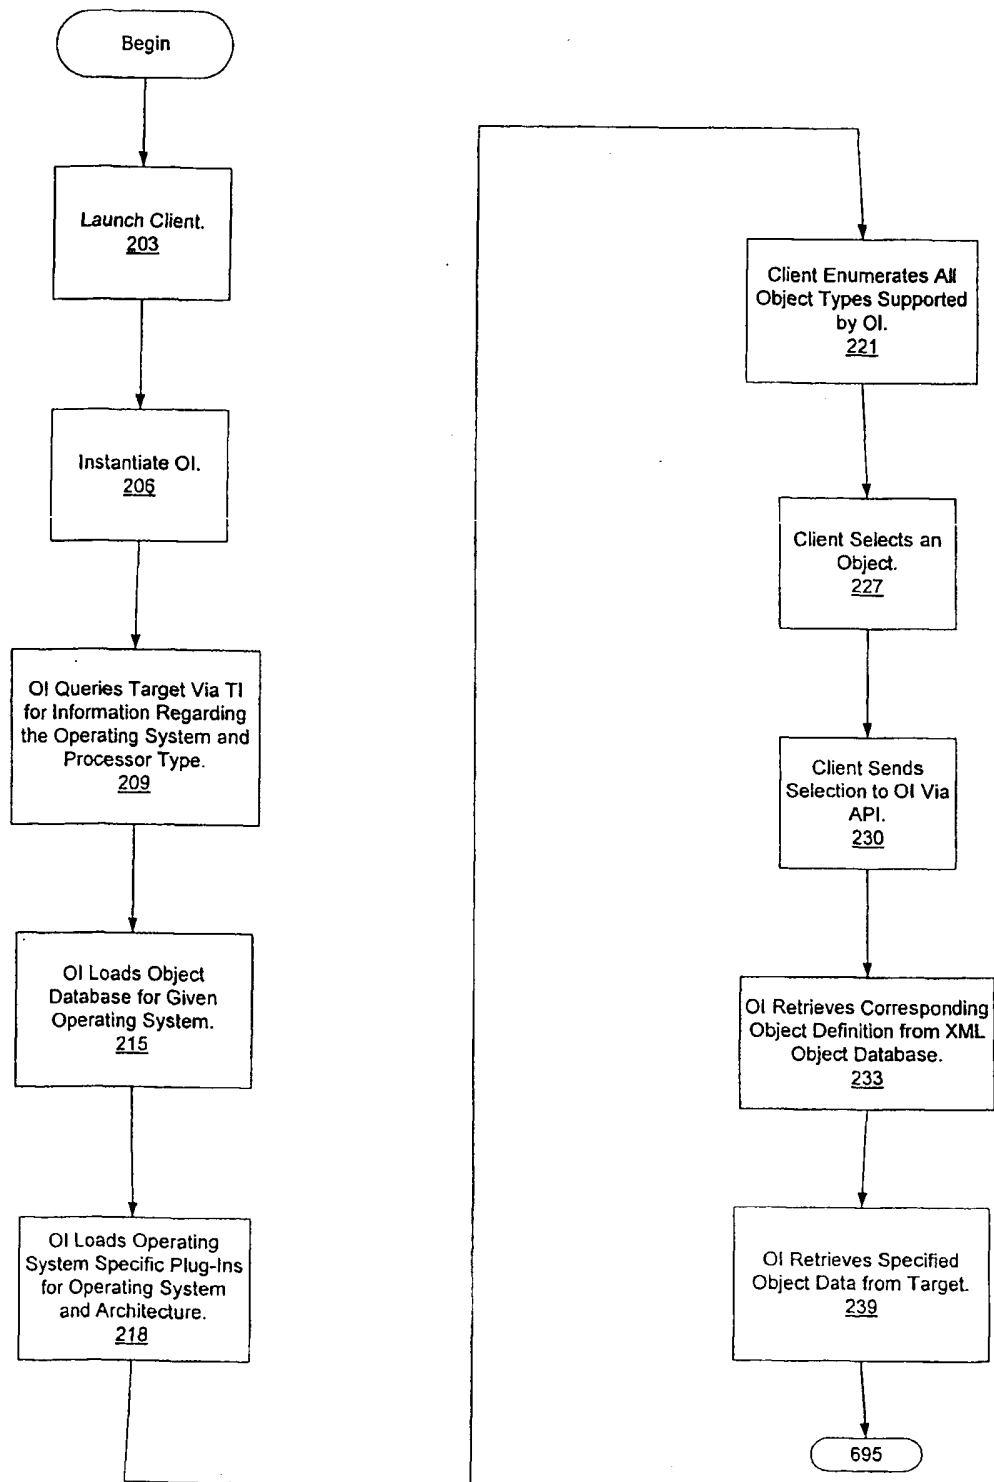 Begin
Launch Client.
203
Instantiate OI.
206
OI Queries Target Via TI
for Information Regarding
the Operating System and
Processor Type.
209
OI Loads Object
Database for Given
Operating System.
215
OI Loads Operating
System Specific Plug-Ins
for Operating System
and Architecture.
218
Client Enumerates All
Object Types Supported
by OI.
221
Client Selects an
Object.
227
Client Sends
Selection to OI Via
API.
230
OI Retrieves Corresponding
Object Definition from XML
Object Database.
233
OI Retrieves Specified
Object Data from Target.
239
695